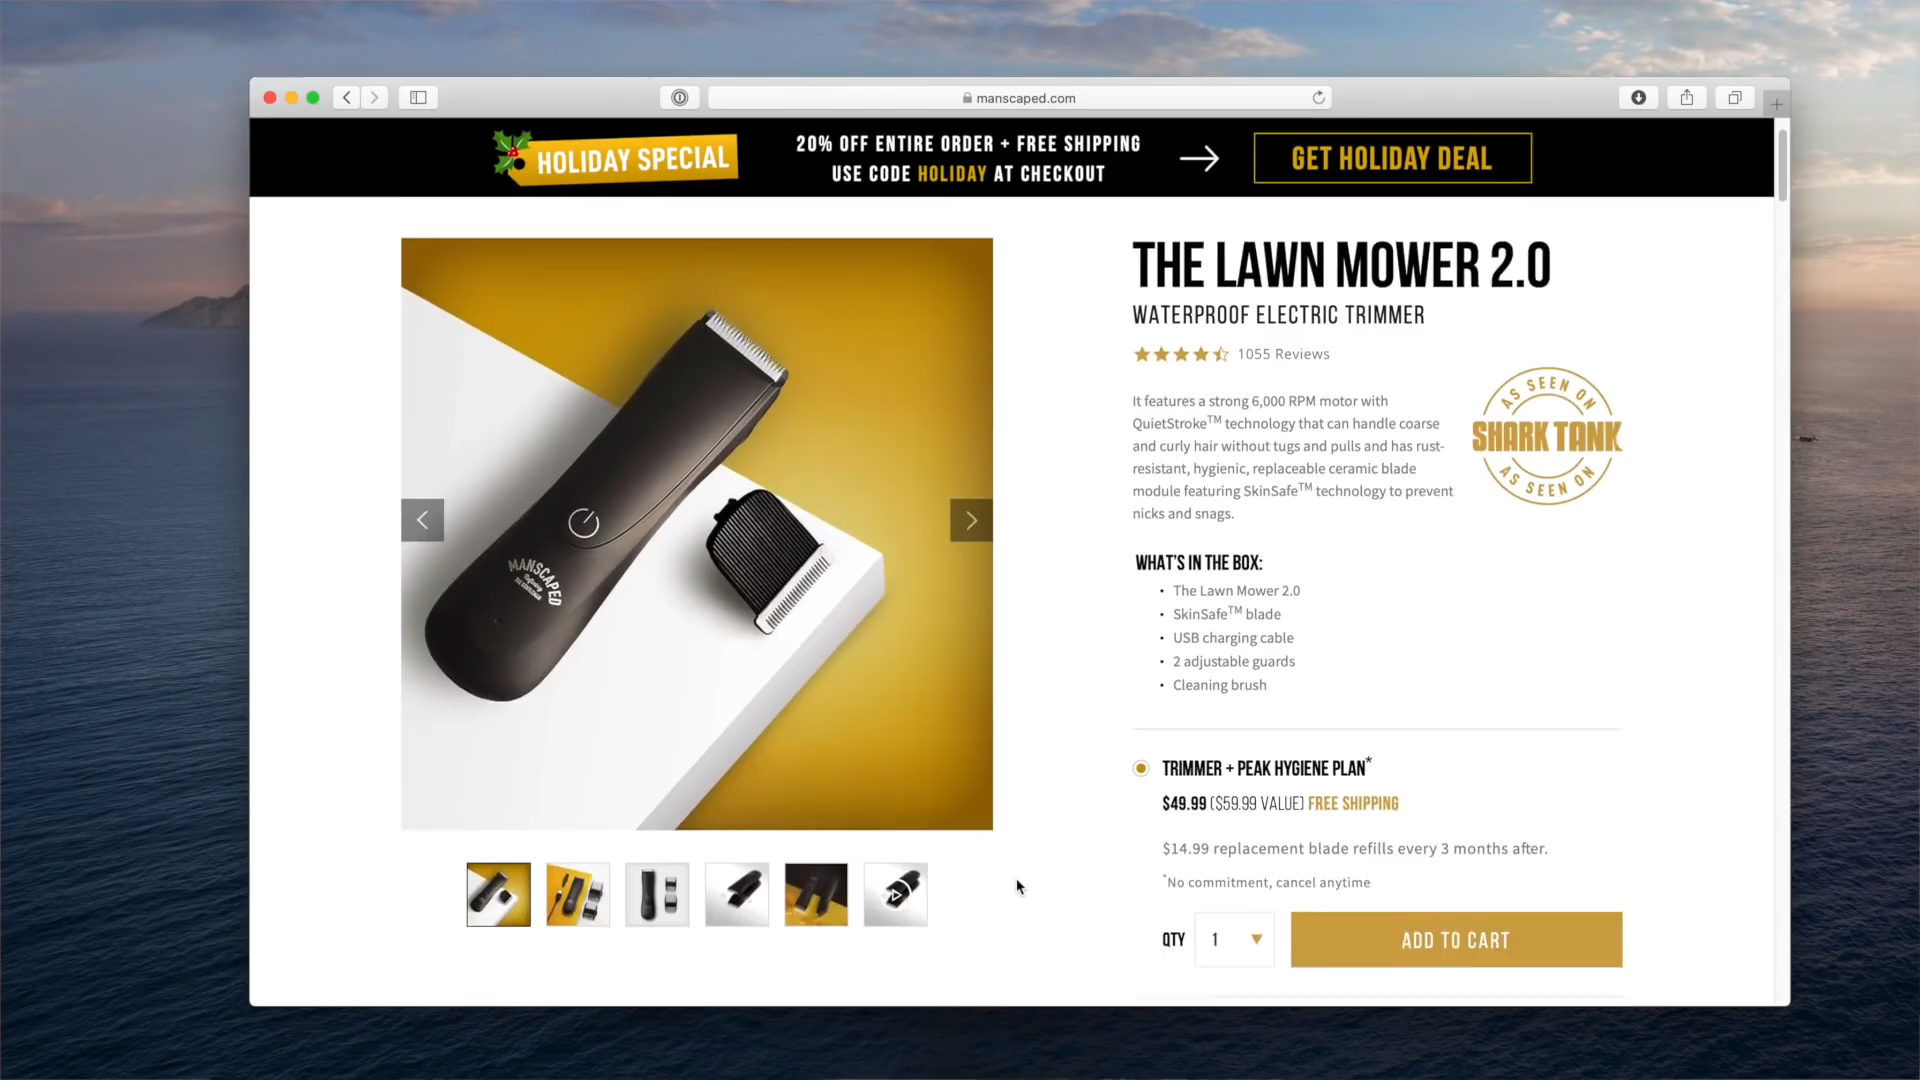 manscaped.com
HOLIDAY SPECIAL
20% OFF ENTIRE ORDER + FREE SHIPPING
USE CODE HOLIDAY AT CHECKOUT
GET HOLIDAY DEAL
THE LAWN MOWER 2.0
WATERPROOF ELECTRIC TRIMMER
1055 Reviews
It features a strong 6,000 RPM motor with
QuietStroke™ technology that can handle coarse
and curly hair without tugs and pulls and has rust-
resistant, hygienic, replaceable ceramic blade
module featuring SkinSafe™ technology to prevent
nicks and snags.
AS SEEN ON
SHARK TANK
AS SEEN ON
MANSCAPED
WHAT'S IN THE BOX:
• The Lawn Mower 2.0
• SkinSafe™ blade
• USB charging cable
• 2 adjustable guards
• Cleaning brush
TRIMMER + PEAK HYGIENE PLAN*
$49.99 ($59.99 VALUE) FREE SHIPPING
$14.99 replacement blade refills every 3 months after.
*No commitment, cancel anytime
QTY 1
ADD TO CART